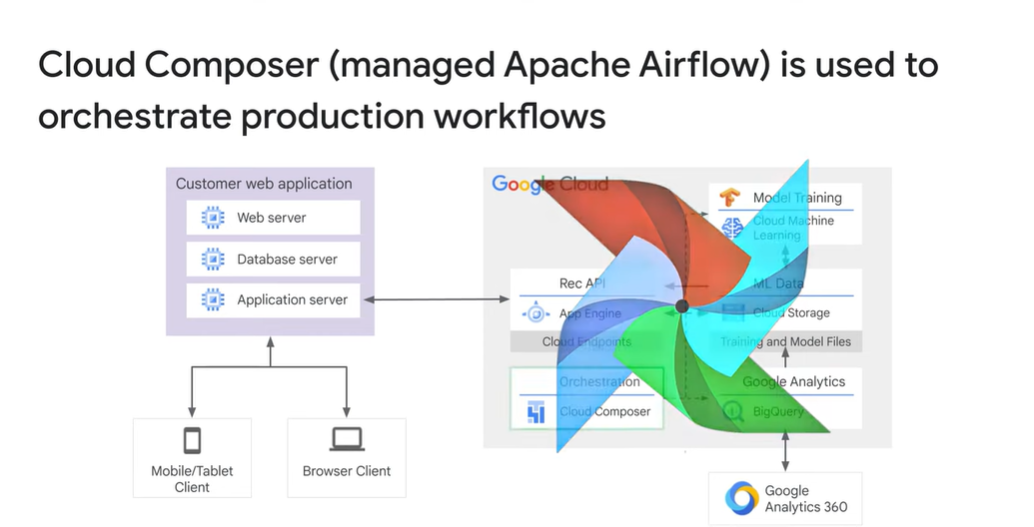 Cloud Composer (managed Apache Airflow) is used to
orchestrate production workflows
Customer web application
Web server
Database server
Application server
Mobile/Tablet
Client
Browser Client
Google Cloud
Model Training
Cloud Machine
Learning
Rec API
App Engine
Cloud Endpoints
ML Data
Cloud Storage
Training and Model Files
Orchestration
Cloud Composer
Google Analytics
BigQuery
Google
Analytics 360